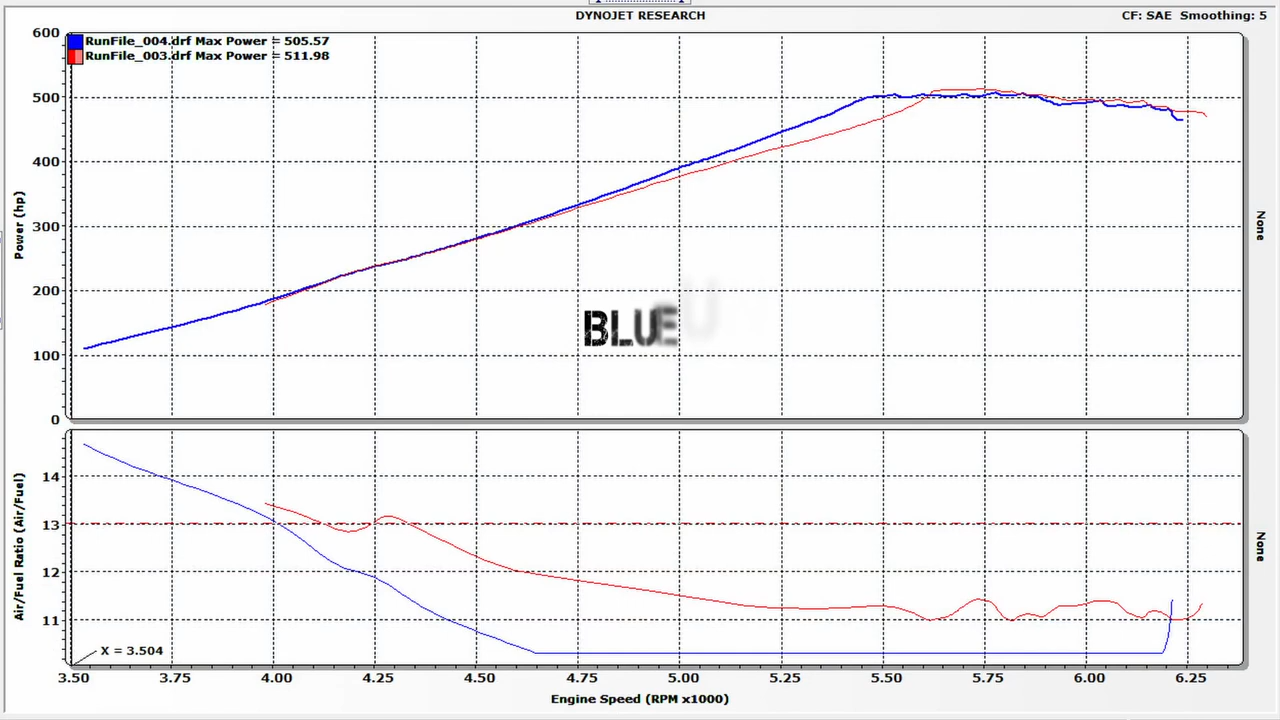 DYNOJET RESEARCH
CF: SAE Smoothing: 5
RunFile_004.drf Max Power = 505.57
RunFile_003.drf Max Power = 511.98
600
500
400
300
200
100
0
Power (hp)
None
BLUE
14
13
12
11
Air/Fuel Ratio (Air/Fuel)
None
X = 3.504
3.50 3.75 4.00 4.25 4.50 4.75 5.00 5.25 5.50 5.75 6.00 6.25
Engine Speed (RPM x1000)